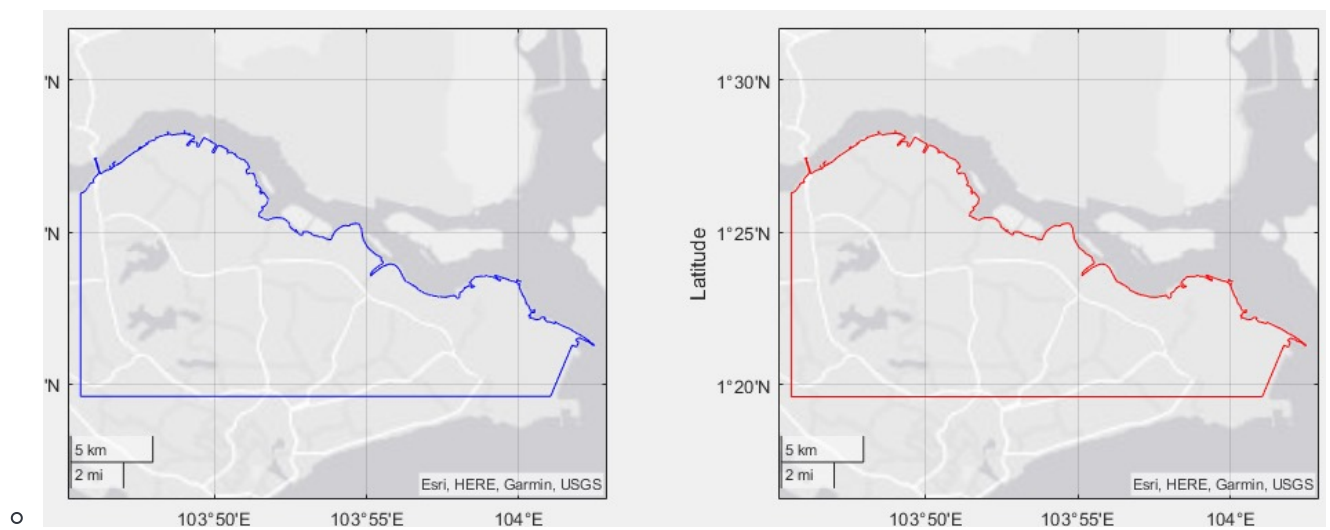 'N
'N
'N
5 km
2 mi
Esri, HERE, Garmin, USGS
103°50'E 103°55'E 104°E
Latitude
1°30'N
1°25'N
1°20'N
5 km
2 mi
Esri, HERE, Garmin, USGS
103°50'E 103°55'E 104°E